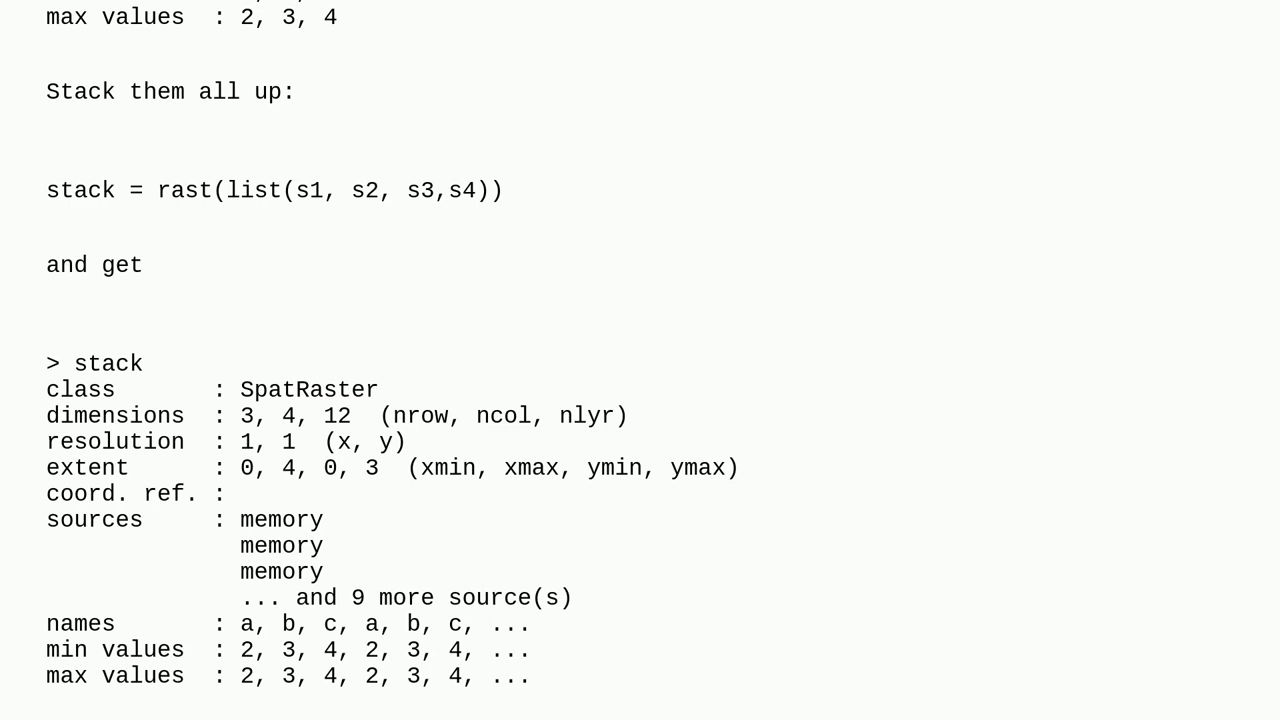 max values  : 2, 3, 4
Stack them all up:
stack = rast(list(s1, s2, s3,s4))
and get
> stack
class       : SpatRaster
dimensions  : 3, 4, 12  (nrow, ncol, nlyr)
resolution  : 1, 1  (x, y)
extent      : 0, 4, 0, 3  (xmin, xmax, ymin, ymax)
coord. ref. :
sources     : memory
              memory
              memory
              ... and 9 more source(s)
names       : a, b, c, a, b, c, ...
min values  : 2, 3, 4, 2, 3, 4, ...
max values  : 2, 3, 4, 2, 3, 4, ...